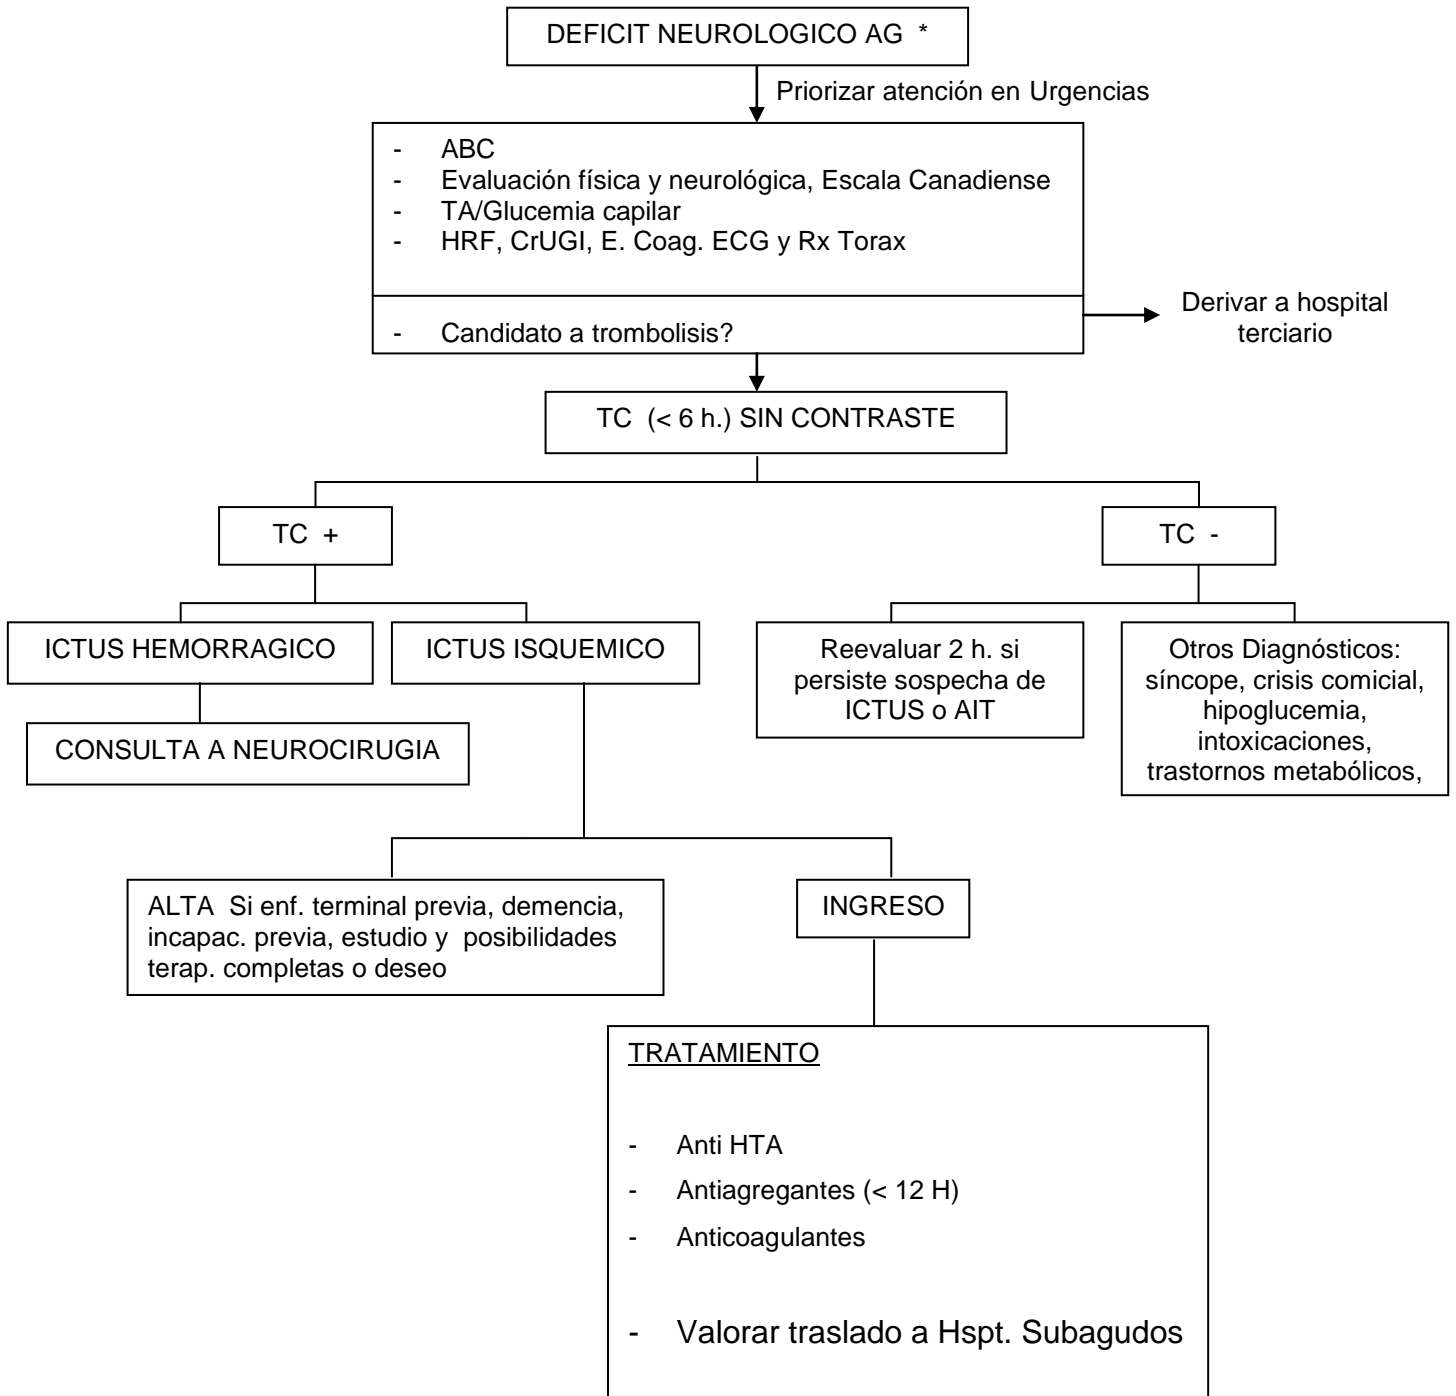 DEFICIT NEUROLOGICO AG *
Priorizar atención en Urgencias
- ABC
- Evaluación física y neurológica, Escala Canadiense
- TA/Glucemia capilar
- HRF, CrUGI, E. Coag. ECG y Rx Torax
- Candidato a trombolisis?
Derivar a hospital
terciario
TC (< 6 h.) SIN CONTRASTE
TC +
TC -
ICTUS HEMORRAGICO
ICTUS ISQUEMICO
Reevaluar 2 h. si
persiste sospecha de
ICTUS o AIT
Otros Diagnósticos:
síncope, crisis comicial,
hipoglucemia,
intoxicaciones,
trastornos metabólicos,
CONSULTA A NEUROCIRUGIA
ALTA Si enf. terminal previa, demencia,
incapac. previa, estudio y posibilidades
terap. completas o deseo
INGRESO
TRATAMIENTO
- Anti HTA
- Antiagregantes (< 12 H)
- Anticoagulantes
- Valorar traslado a Hspt. Subagudos